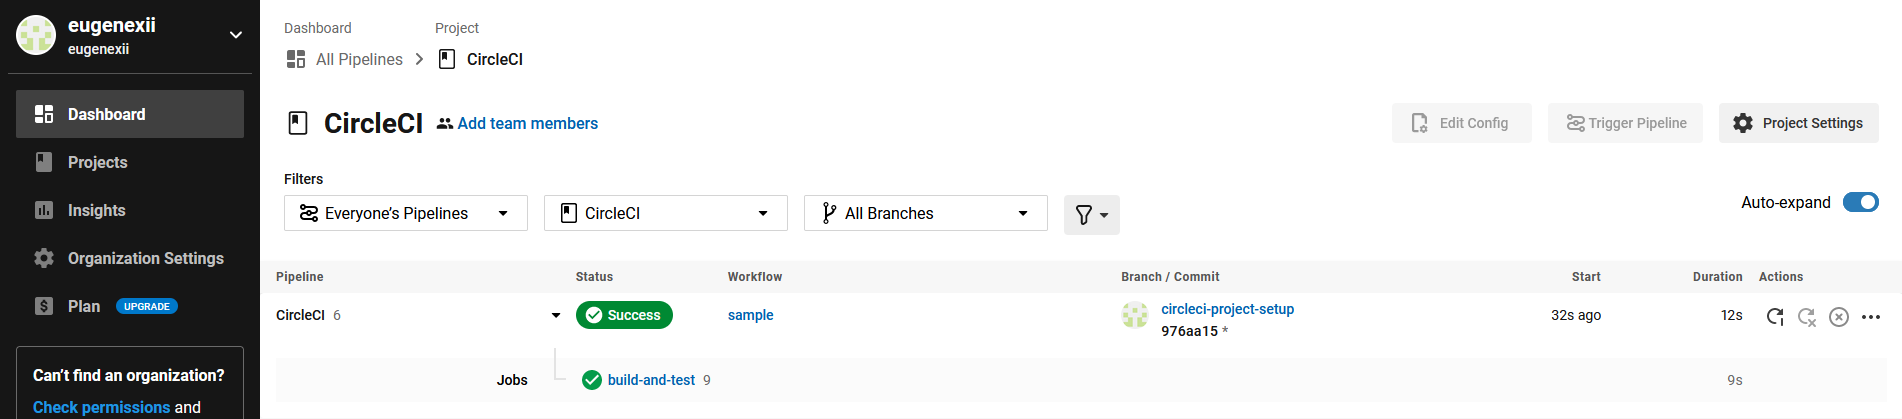 eugenexii
eugenexii
Dashboard
Projects
Insights
Organization Settings
Plan UPGRADE
Can't find an organization?
Check permissions and
Dashboard Project
All Pipelines > CircleCI
CircleCI Add team members
Edit Config Trigger Pipeline Project Settings
Filters
Everyone's Pipelines CircleCI All Branches
Auto-expand
Pipeline Status Workflow Branch / Commit Start Duration Actions
CircleCI 6 Success sample circleci-project-setup 32s ago 12s
976aa15 *
Jobs build-and-test 9 9s